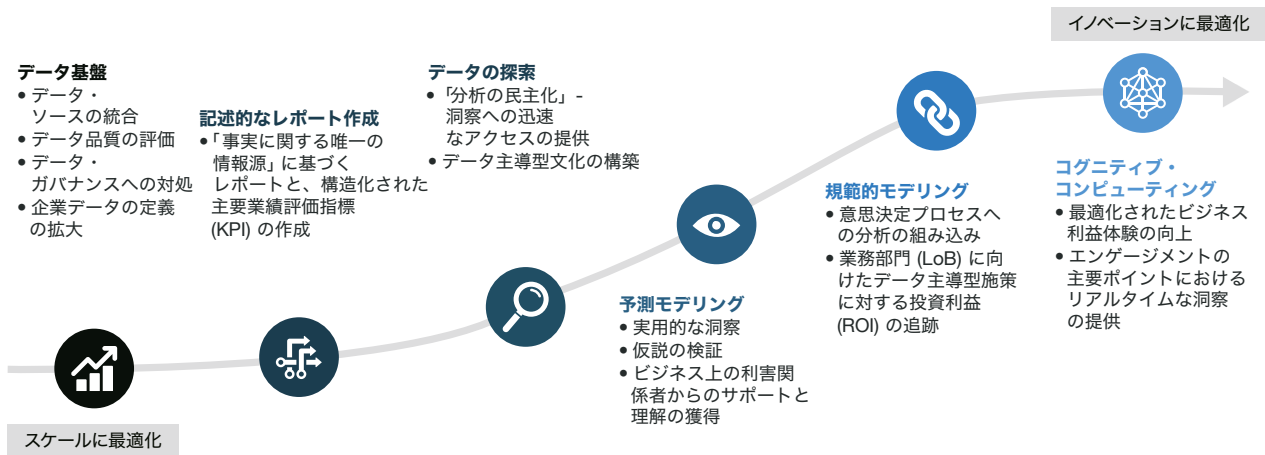 イノベーションに最適化
データ基盤
• データ・
ソースの統合
• データ品質の評価
• データ・
ガバナンスへの対処
• 企業データの定義
の拡大
記述的なレポート作成
•「事実に関する唯一の
情報源」に基づく
レポートと、構造化された
主要業績評価指標
(KPI) の作成
データの探索
• 「分析の民主化」-
洞察への迅速
なアクセスの提供
• データ主導型文化の構築
予測モデリング
• 実用的な洞察
• 仮説の検証
• ビジネス上の利害関
係者からのサポートと
理解の獲得
規範的モデリング
• 意思決定プロセスへ
の分析の組み込み
• 業務部門 (LoB) に向
けたデータ主導型施策
に対する投資利益
(ROI) の追跡
コグニティブ・
コンピューティング
• 最適化されたビジネス
利益体験の向上
• エンゲージメントの
主要ポイントにおける
リアルタイムな洞察
の提供
スケールに最適化